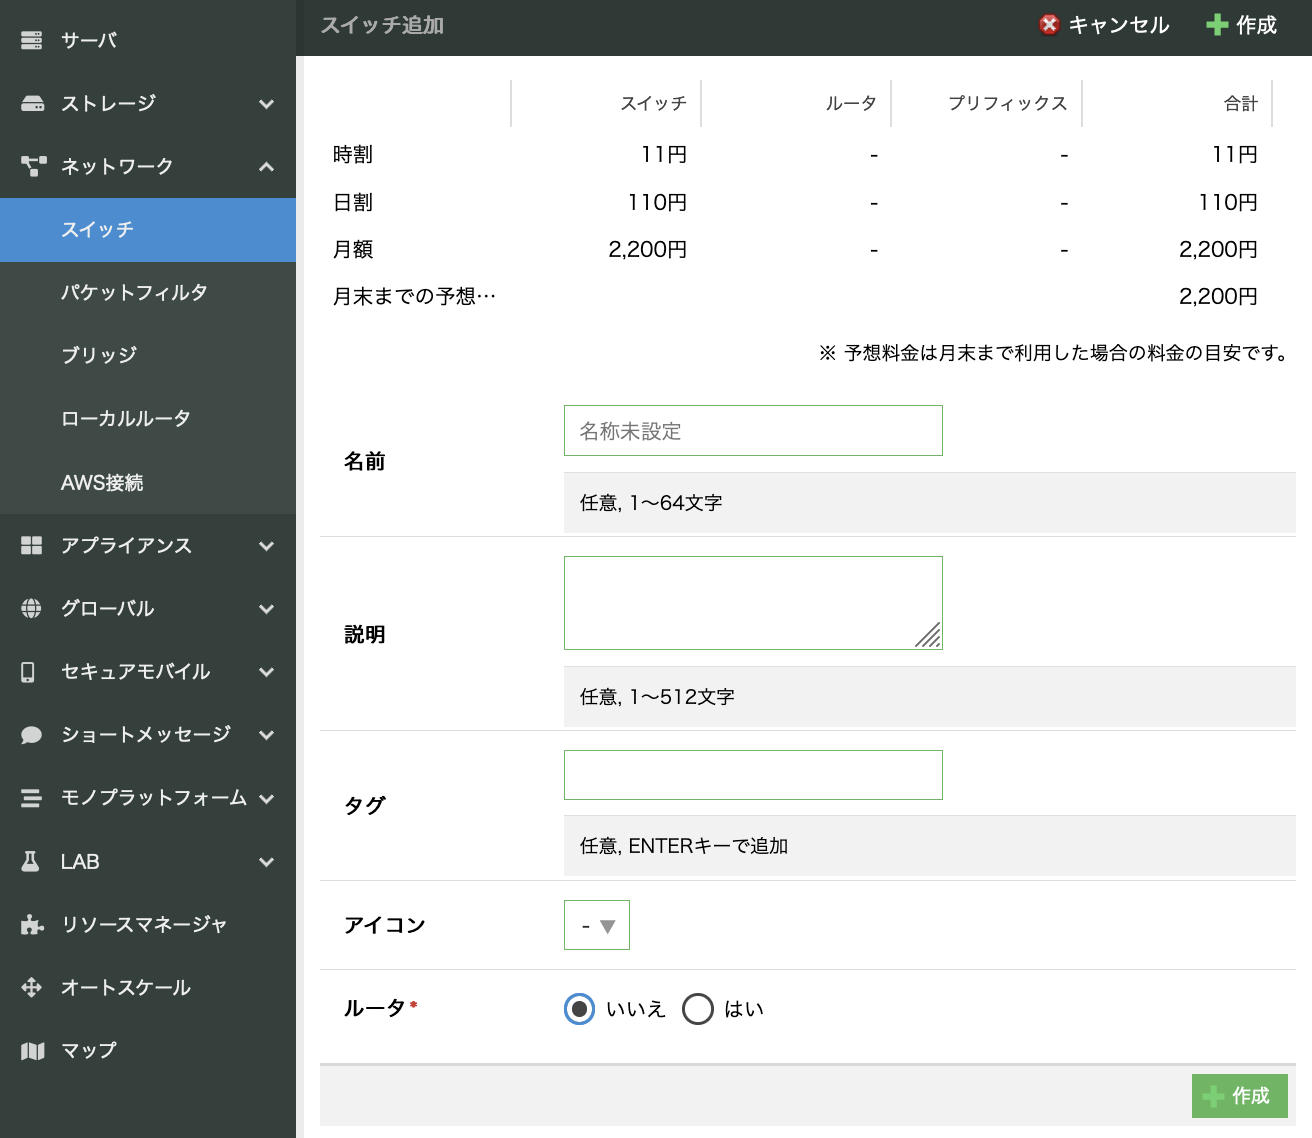 サーバ
ストレージ
ネットワーク
スイッチ
パケットフィルタ
ブリッジ
ローカルルータ
AWS接続
アプライアンス
グローバル
セキュアモバイル
ショートメッセージ
モノプラットフォーム
LAB
リソースマネージャ
オートスケール
マップ
スイッチ追加 キャンセル 作成
スイッチ ルータ プリフィックス 合計
時割 11円 - - 11円
日割 110円 - - 110円
月額 2,200円 - - 2,200円
月末までの予想… 2,200円
※ 予想料金は月末まで利用した場合の料金の目安です。
名前 名称未設定
任意, 1〜64文字
説明
任意, 1〜512文字
タグ
任意, ENTERキーで追加
アイコン -
ルータ* いいえ はい
作成